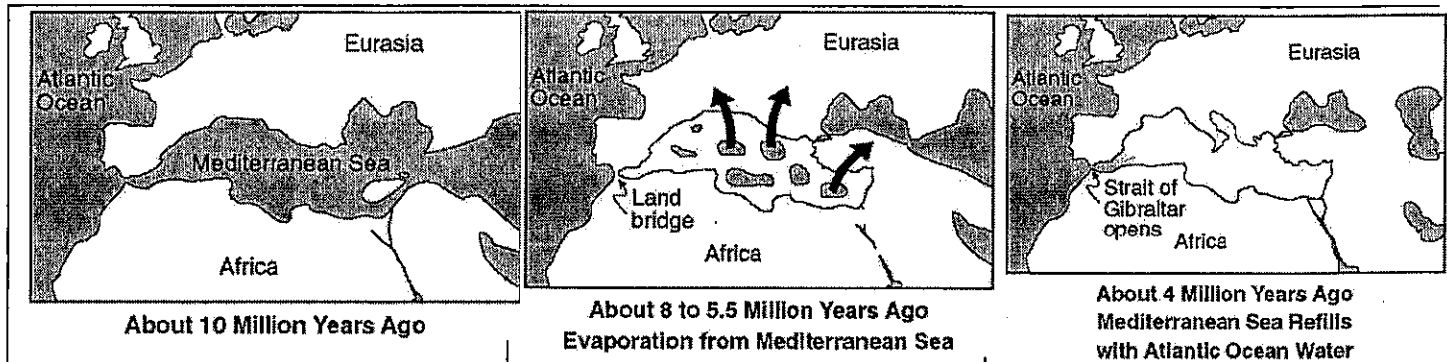 Eurasia
Atlantic
Ocean
Mediterranean Sea
Africa
About 10 Million Years Ago
Eurasia
Atlantic
Ocean
Land
bridge
Africa
About 8 to 5.5 Million Years Ago
Evaporation from Mediterranean Sea
Eurasia
Atlantic
Ocean
Strait of
Gibraltar
opens
Africa
About 4 Million Years Ago
Mediterranean Sea Refills
with Atlantic Ocean Water